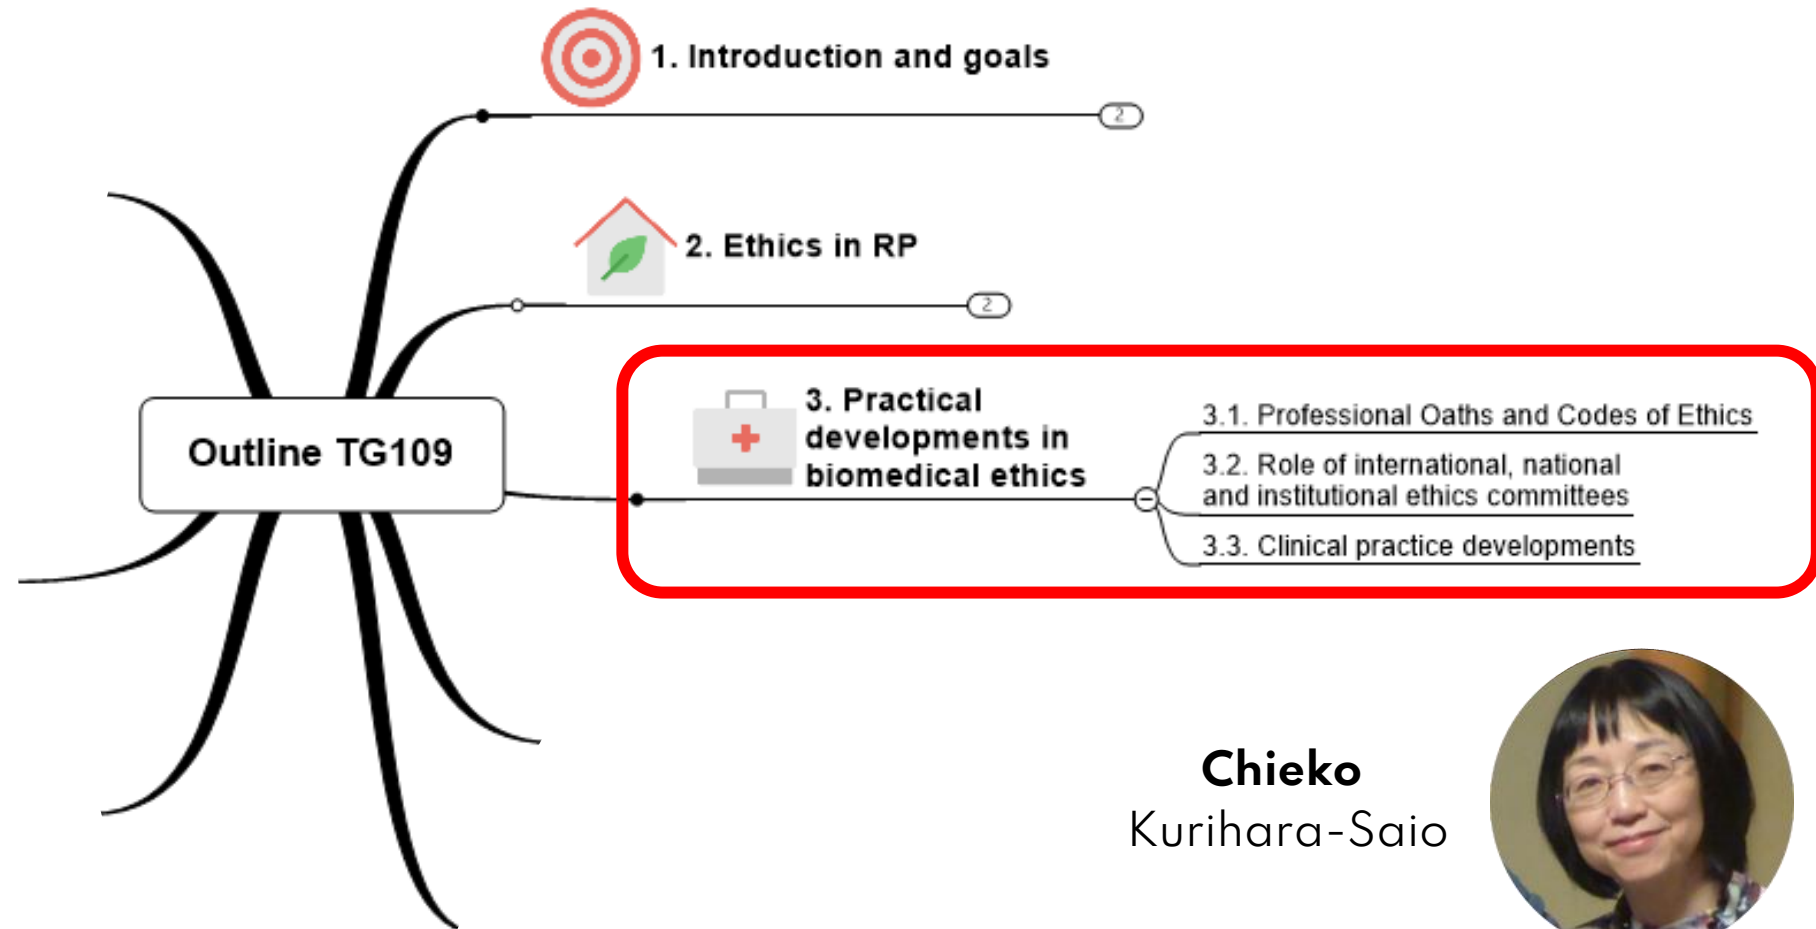 1. Introduction and goals
2
2. Ethics in RP
2
Outline TG109
3. Practical
developments in
biomedical ethics
3.1. Professional Oaths and Codes of Ethics
3.2. Role of international, national
and institutional ethics committees
3.3. Clinical practice developments
Chieko
Kurihara-Saio